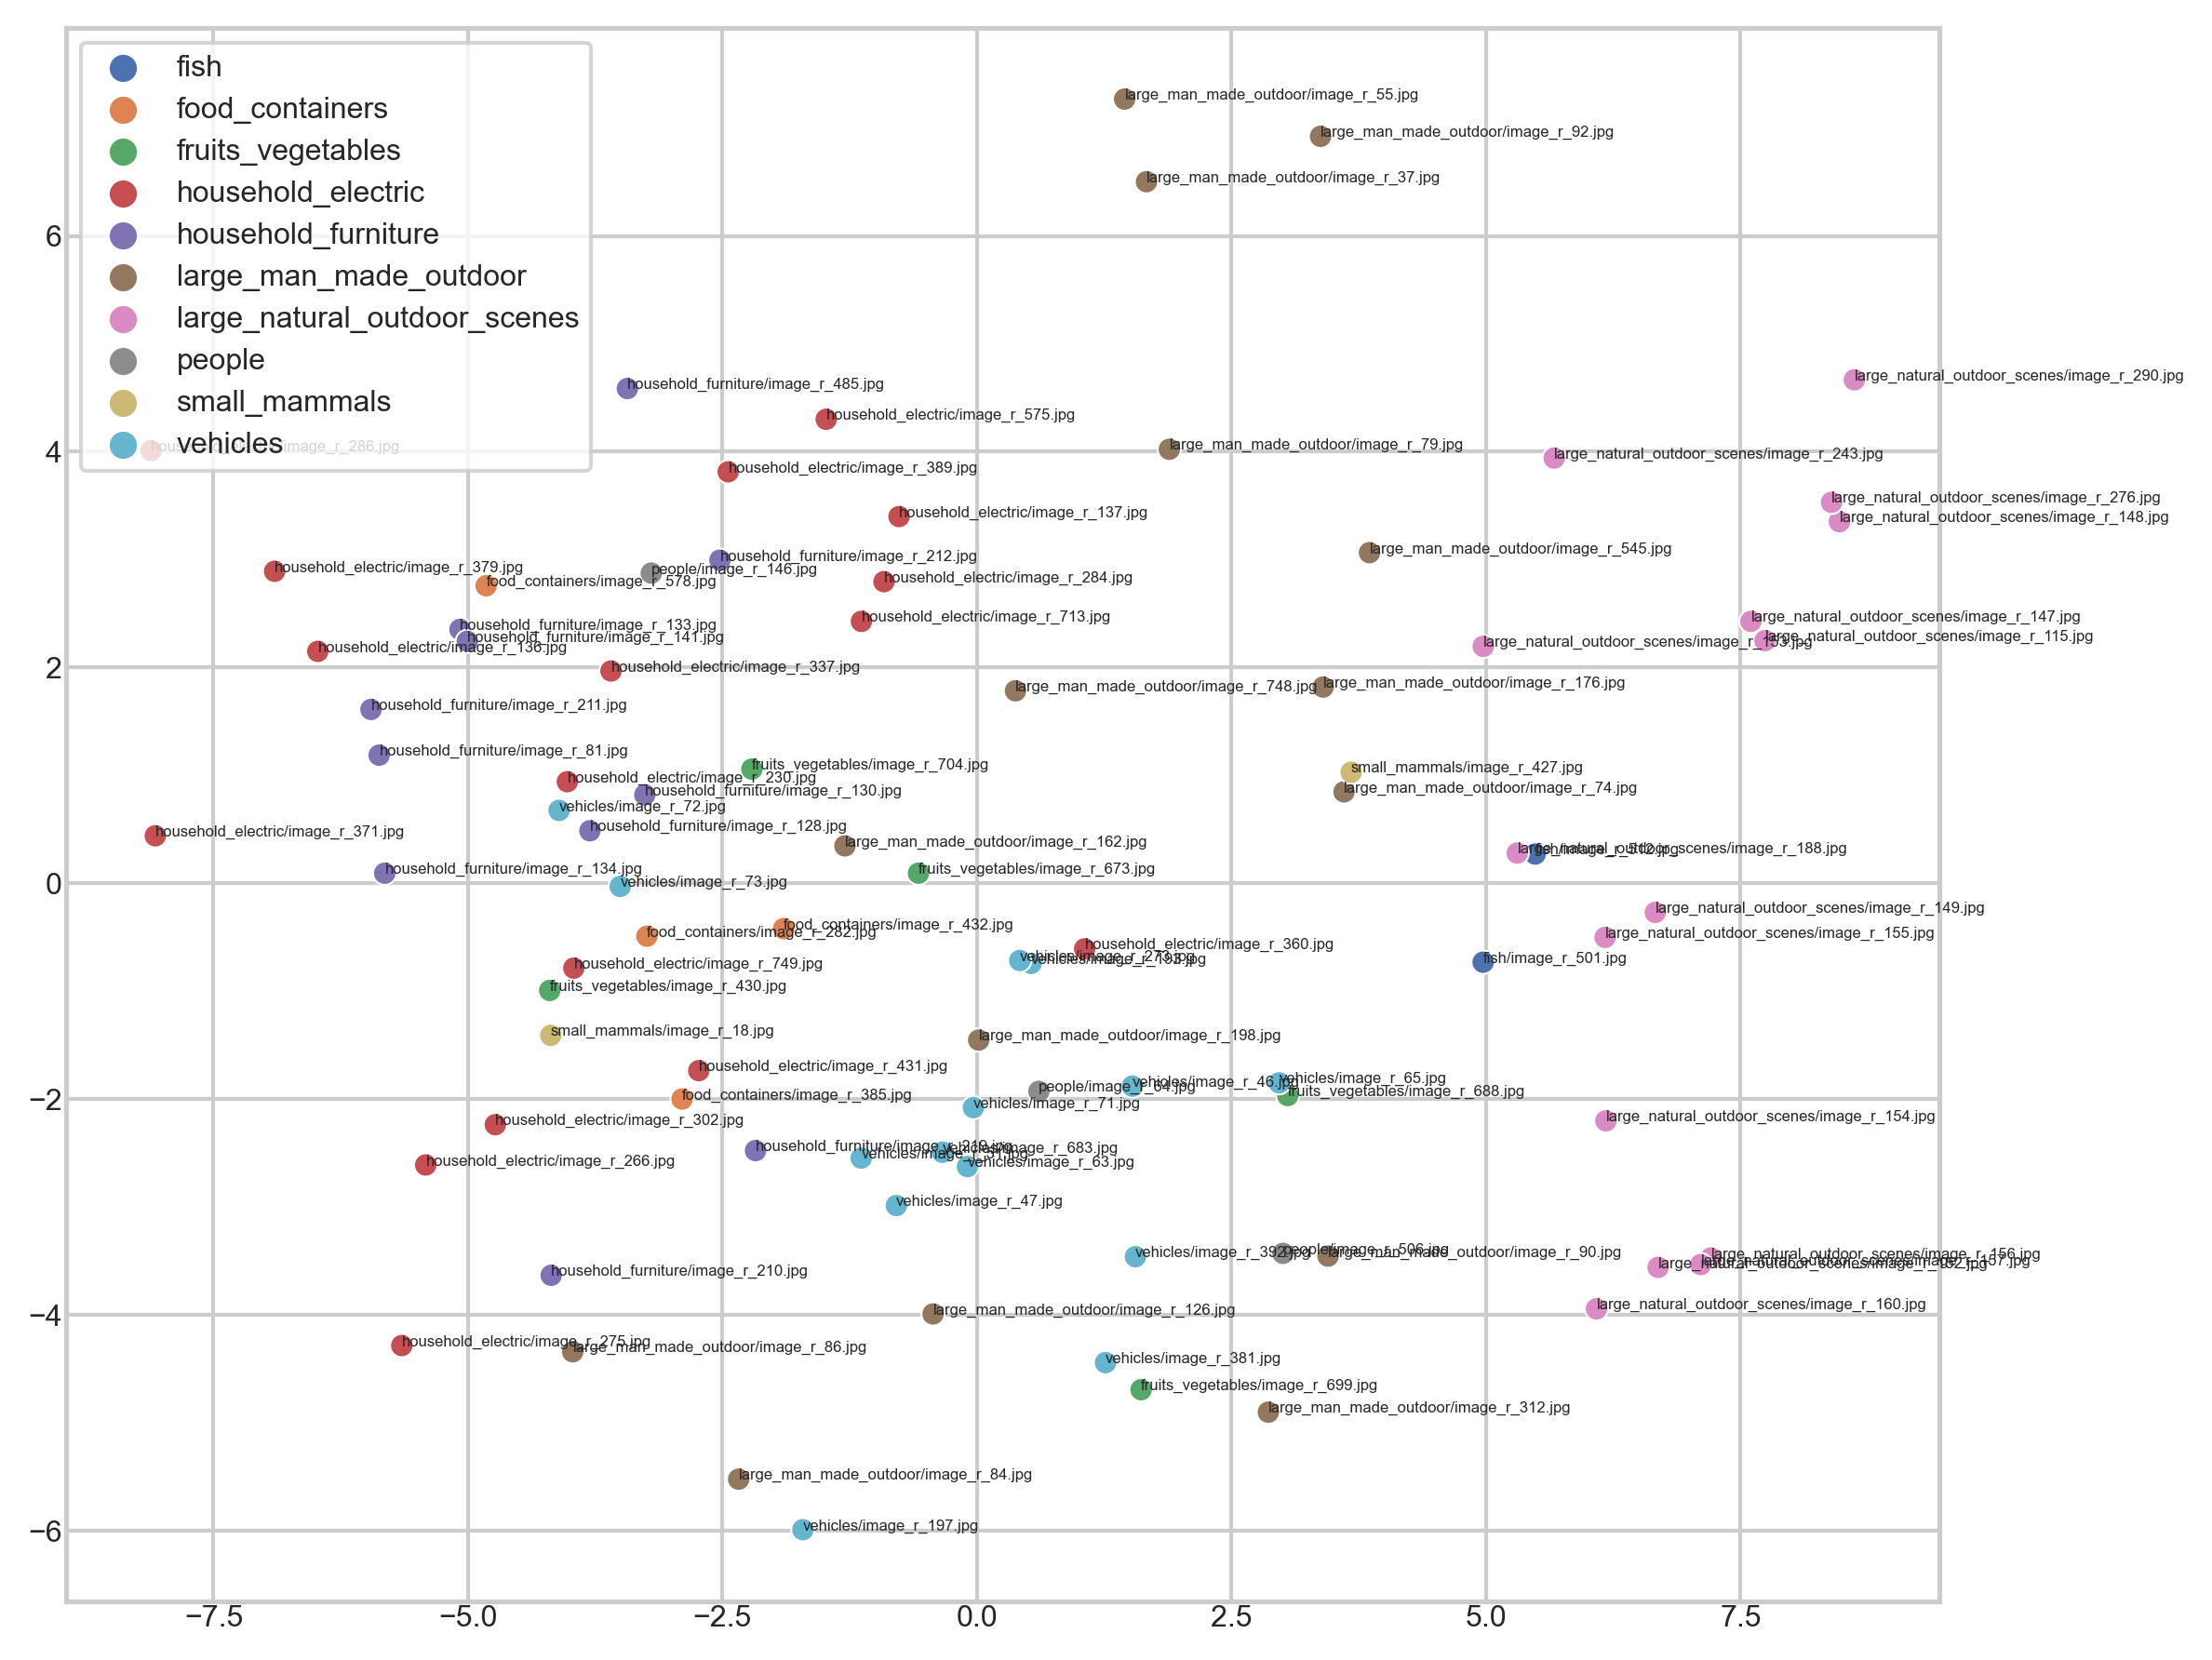 fish
food_containers
fruits_vegetables
household_electric
household_furniture
large_man_made_outdoor
large_natural_outdoor_scenes
people
small_mammals
vehicles
large_man_made_outdoor/image_r_55.jpg
large_man_made_outdoor/image_r_92.jpg
large_man_made_outdoor/image_r_37.jpg
6
large_natural_outdoor_scenes/image_r_290.jpg
household_furniture/image_r_485.jpg
household_electric/image_r_575.jpg
image_r_286.jpg
4
large_man_made_outdoor/image_r_79.jpg
large_natural_outdoor_scenes/image_r_243.jpg
household_electric/image_r_389.jpg
large_natural_outdoor_scenes/image_r_276.jpg
household_electric/image_r_137.jpg
large_natural_outdoor_scenes/image_r_148.jpg
large_man_made_outdoor/image_r_545.jpg
household_furniture/image_r_212.jpg
household_electric/image_r_379.jpg
people/image_r_146.jpg
household_electric/image_r_284.jpg
food_containers/image_r_578.jpg
household_electric/image_r_713.jpg
large_natural_outdoor_scenes/image_r_147.jpg
household_furniture/image_r_133.jpg
household_furniture/image_r_141.jpg
large_natural_outdoor_scenes/image_r_115.jpg
large_natural_outdoor_scenes/image_r_153.jpg
household_electric/image_r_136.jpg
2
household_electric/image_r_337.jpg
large_man_made_outdoor/image_r_748.jpg
large_man_made_outdoor/image_r_176.jpg
household_furniture/image_r_211.jpg
household_furniture/image_r_81.jpg
fruits_vegetables/image_r_704.jpg
small_mammals/image_r_427.jpg
household_electric/image_r_230.jpg
household_furniture/image_r_130.jpg
large_man_made_outdoor/image_r_74.jpg
vehicles/image_r_72.jpg
household_furniture/image_r_128.jpg
household_electric/image_r_371.jpg
large_man_made_outdoor/image_r_162.jpg
large_natural_outdoor_scenes/image_r_188.jpg
fish/image_r_512.jpg
household_furniture/image_r_134.jpg
fruits_vegetables/image_r_673.jpg
0
vehicles/image_r_73.jpg
large_natural_outdoor_scenes/image_r_149.jpg
food_containers/image_r_432.jpg
food_containers/image_r_282.jpg
large_natural_outdoor_scenes/image_r_155.jpg
household_electric/image_r_360.jpg
vehicles/image_r_273.jpg
vehicles/image_r_193.jpg
fish/image_r_501.jpg
household_electric/image_r_749.jpg
fruits_vegetables/image_r_430.jpg
small_mammals/image_r_18.jpg
large_man_made_outdoor/image_r_198.jpg
household_electric/image_r_431.jpg
vehicles/image_r_65.jpg
vehicles/image_r_46.jpg
people/image_r_64.jpg
fruits_vegetables/image_r_688.jpg
food_containers/image_r_385.jpg
−2
vehicles/image_r_71.jpg
household_electric/image_r_302.jpg
large_natural_outdoor_scenes/image_r_154.jpg
household_furniture/image_r_219.jpg
vehicles/image_r_683.jpg
vehicles/image_r_51.jpg
vehicles/image_r_63.jpg
household_electric/image_r_266.jpg
vehicles/image_r_47.jpg
vehicles/image_r_392.jpg
people/image_r_506.jpg
large_man_made_outdoor/image_r_90.jpg
large_natural_outdoor_scenes/image_r_156.jpg
large_natural_outdoor_scenes/image_r_157.jpg
household_furniture/image_r_210.jpg
large_natural_outdoor_scenes/image_r_160.jpg
large_man_made_outdoor/image_r_126.jpg
−4
household_electric/image_r_275.jpg
large_man_made_outdoor/image_r_86.jpg
vehicles/image_r_381.jpg
fruits_vegetables/image_r_699.jpg
large_man_made_outdoor/image_r_312.jpg
large_man_made_outdoor/image_r_84.jpg
vehicles/image_r_197.jpg
−6
−7.5 −5.0 −2.5 0.0 2.5 5.0 7.5